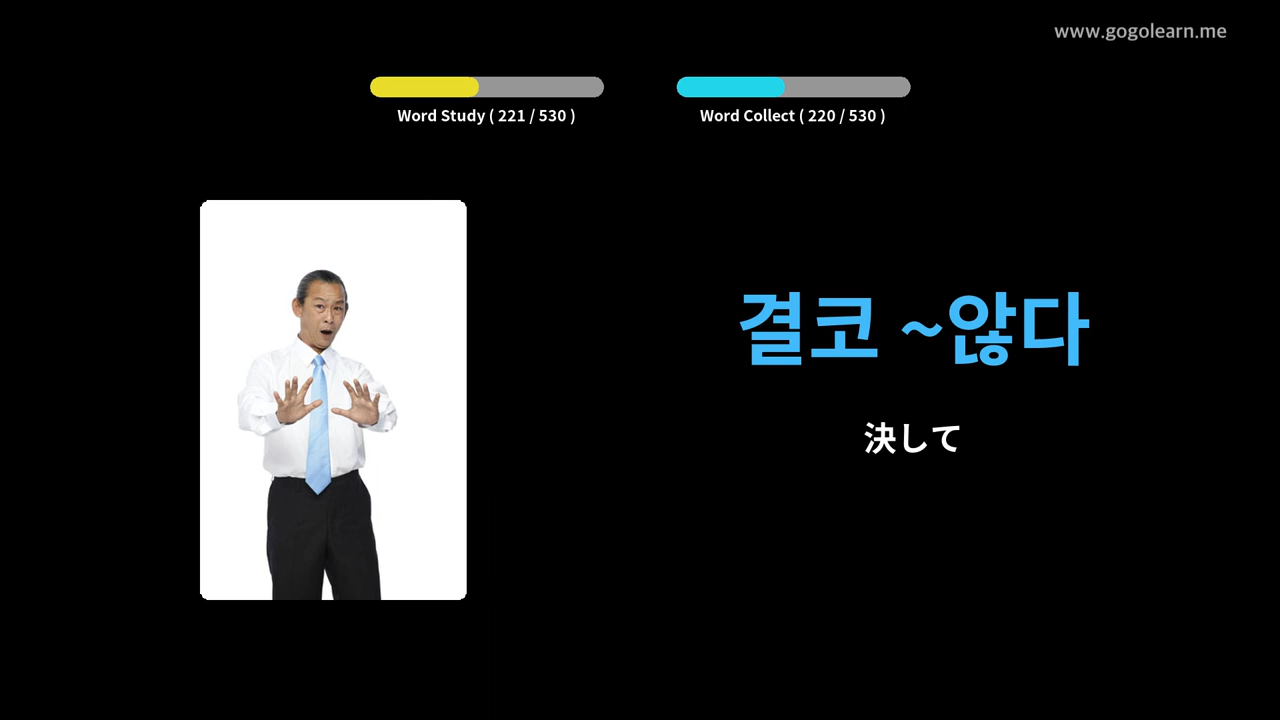 www.gogolearn.me
Word Study ( 221 / 530 )
Word Collect ( 220 / 530 )
결코 ~않다
決して